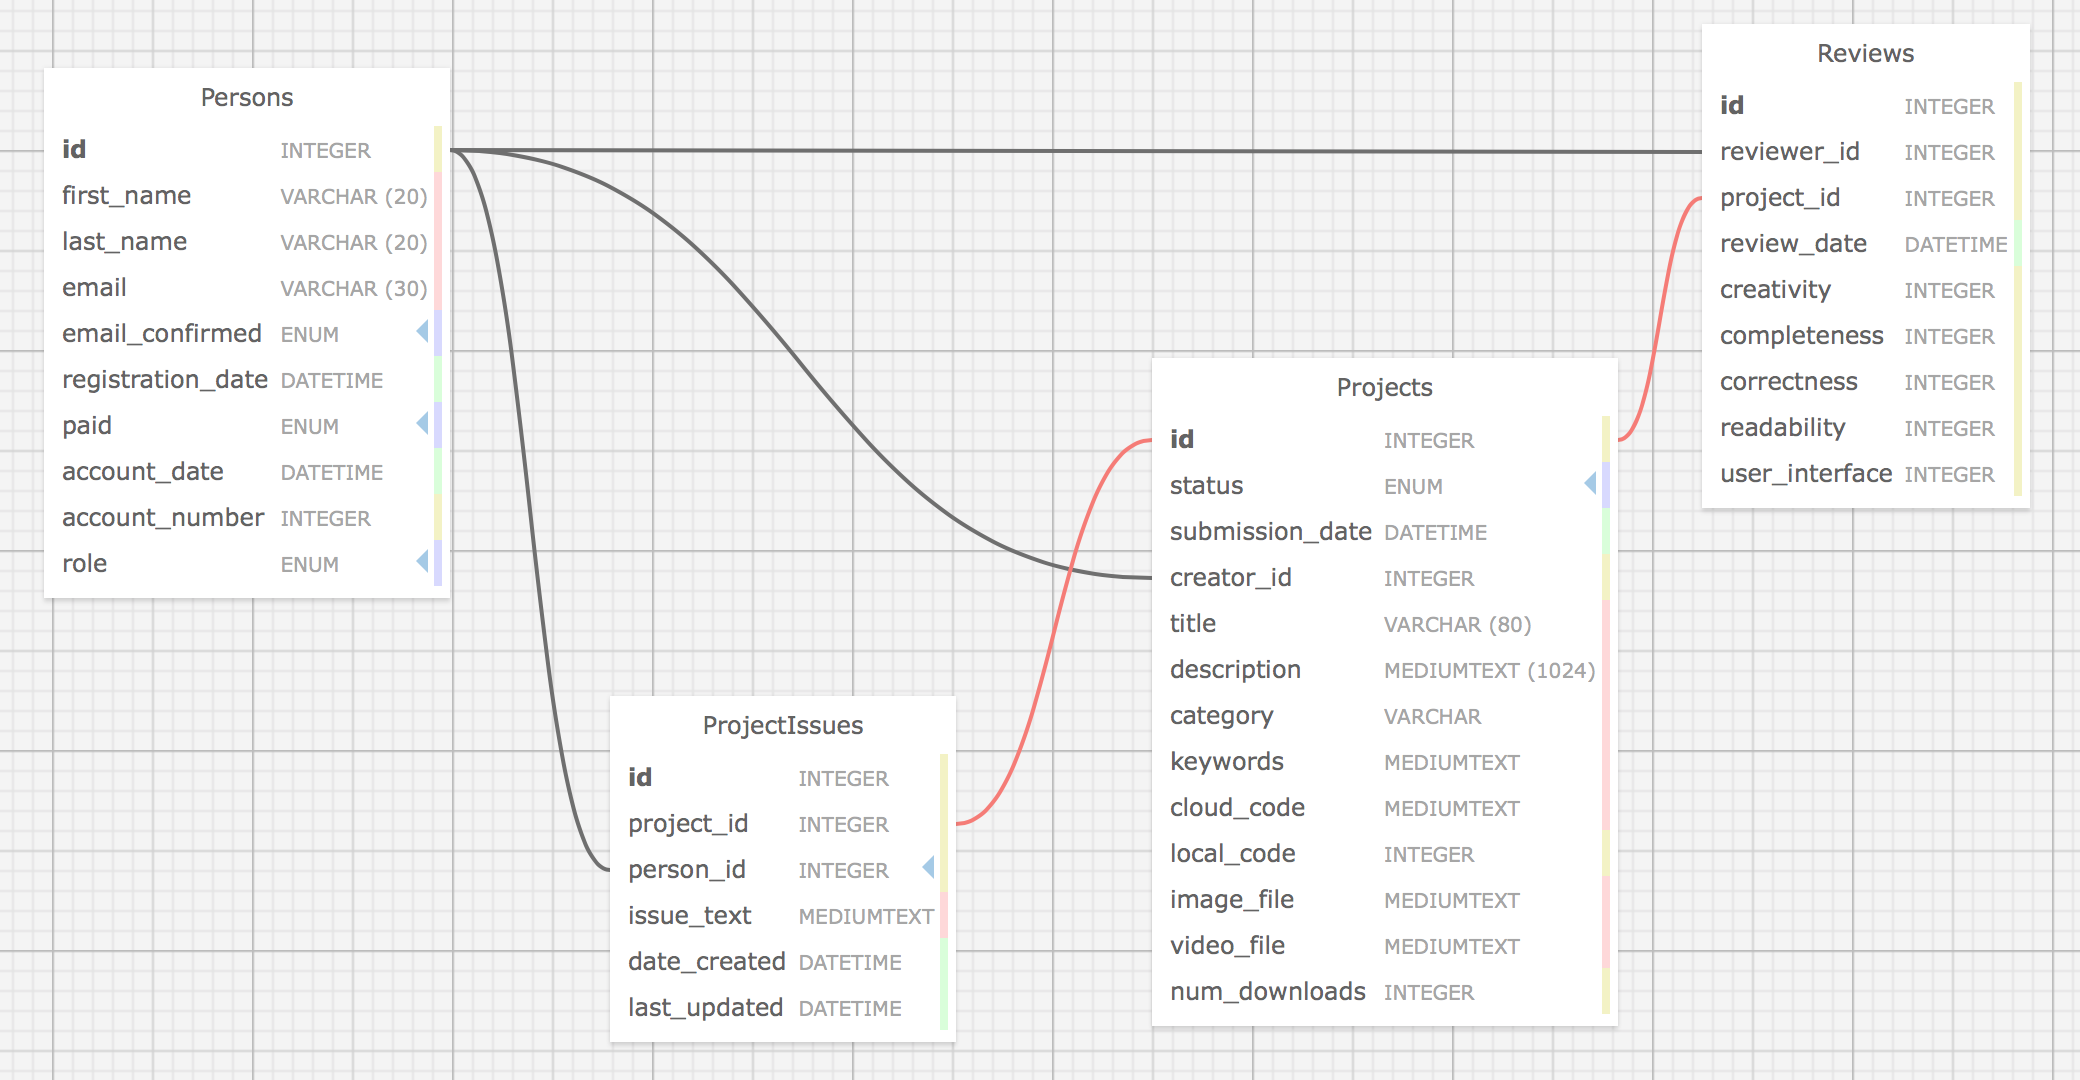 Persons
id INTEGER
first_name VARCHAR (20)
last_name VARCHAR (20)
email VARCHAR (30)
email_confirmed ENUM
registration_date DATETIME
paid ENUM
account_date DATETIME
account_number INTEGER
role ENUM
ProjectIssues
id INTEGER
project_id INTEGER
person_id INTEGER
issue_text MEDIUMTEXT
date_created DATETIME
last_updated DATETIME
Projects
id INTEGER
status ENUM
submission_date DATETIME
creator_id INTEGER
title VARCHAR (80)
description MEDIUMTEXT (1024)
category VARCHAR
keywords MEDIUMTEXT
cloud_code MEDIUMTEXT
local_code INTEGER
image_file MEDIUMTEXT
video_file MEDIUMTEXT
num_downloads INTEGER
Reviews
id INTEGER
reviewer_id INTEGER
project_id INTEGER
review_date DATETIME
creativity INTEGER
completeness INTEGER
correctness INTEGER
readability INTEGER
user_interface INTEGER